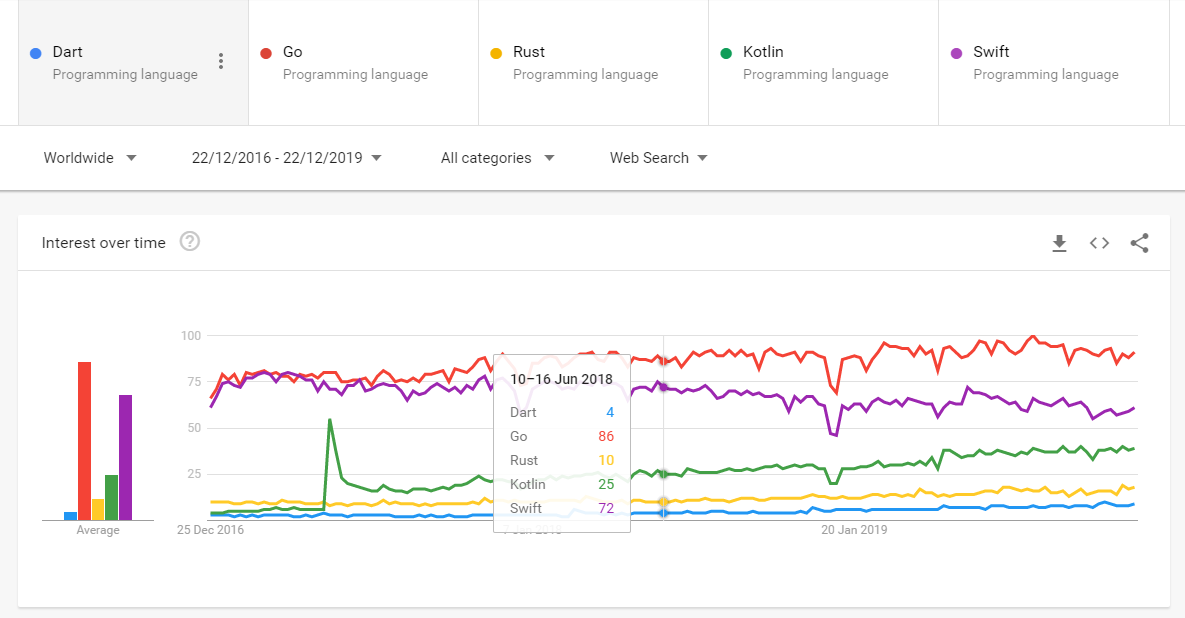 Dart
Programming language
Go
Programming language
Rust
Programming language
Kotlin
Programming language
Swift
Programming language
Worldwide
22/12/2016 - 22/12/2019
All categories
Web Search
Interest over time
?
100
75
50
25
10–16 Jun 2018
Dart 4
Go 86
Rust 10
Kotlin 25
Swift 72
Average
25 Dec 2016
20 Jan 2019